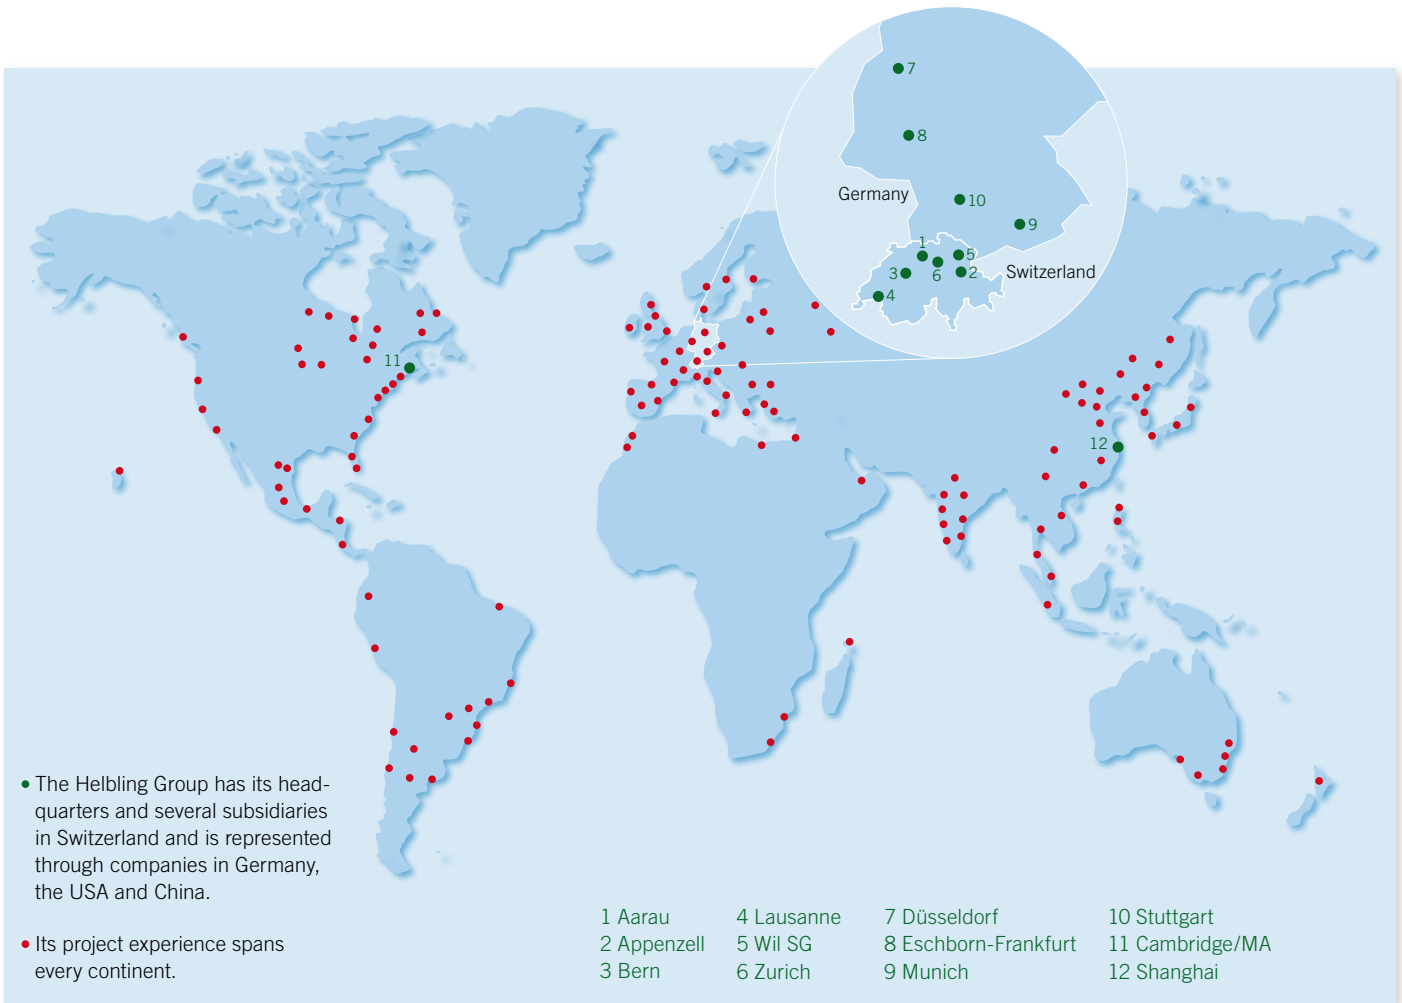 7
8
Germany
10
9
1
5
3
6
2
Switzerland
4
11
12
• The Helbling Group has its head-
quarters and several subsidiaries
in Switzerland and is represented
through companies in Germany,
the USA and China.
• Its project experience spans
every continent.
1 Aarau
2 Appenzell
3 Bern
4 Lausanne
5 Wil SG
6 Zurich
7 Düsseldorf
8 Eschborn-Frankfurt
9 Munich
10 Stuttgart
11 Cambridge/MA
12 Shanghai